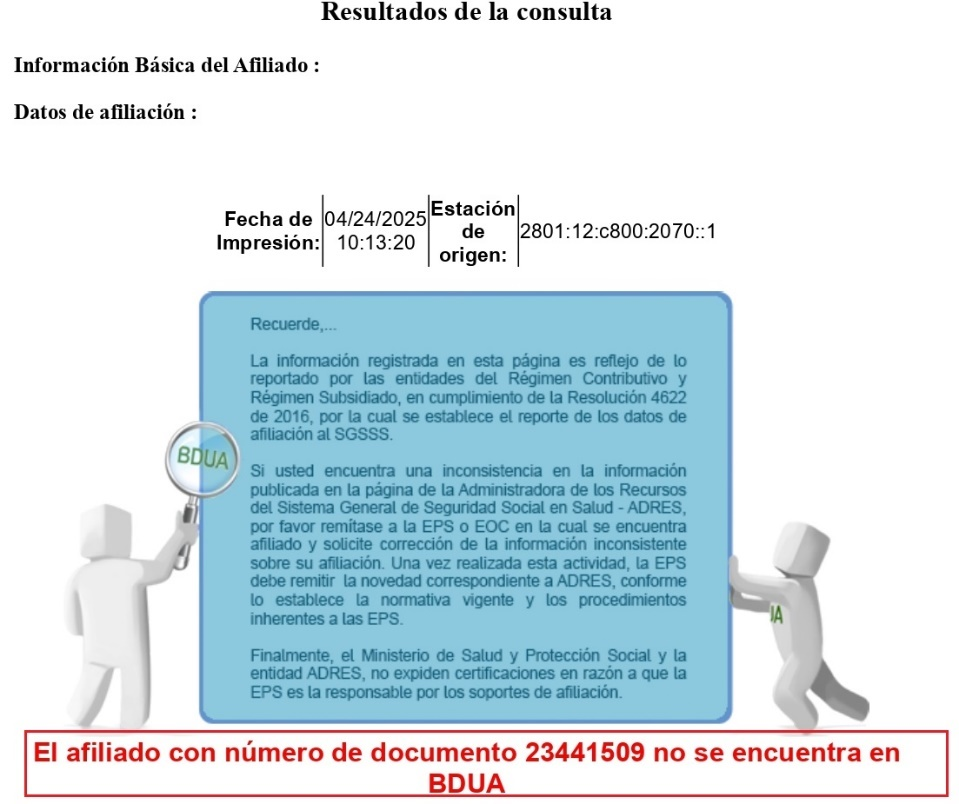 Resultados de la consulta
Información Básica del Afiliado :
Datos de afiliación :
Fecha de
Impresión:
04/24/2025
10:13:20
Estación
de
origen:
2801:12:c800:2070::1
Recuerde,...
La información registrada en esta página es reflejo de lo
reportado por las entidades del Régimen Contributivo y
Régimen Subsidiado, en cumplimiento de la Resolución 4622
de 2016, por la cual se establece el reporte de los datos de
afiliación al SGSSS.
BDUA
Si usted encuentra una inconsistencia en la información
publicada en la página de la Administradora de los Recursos
del Sistema General de Seguridad Social en Salud - ADRES,
por favor remítase a la EPS o EOC en la cual se encuentra
afiliado y solicite corrección de la información inconsistente
sobre su afiliación. Una vez realizada esta actividad, la EPS
debe remitir la novedad correspondiente a ADRES, conforme
lo establece la normativa vigente y los procedimientos
inherentes a las EPS.
UA
Finalmente, el Ministerio de Salud y Protección Social y la
entidad ADRES, no expiden certificaciones en razón a que la
EPS es la responsable por los soportes de afiliación.
El afiliado con número de documento 23441509 no se encuentra en
BDUA